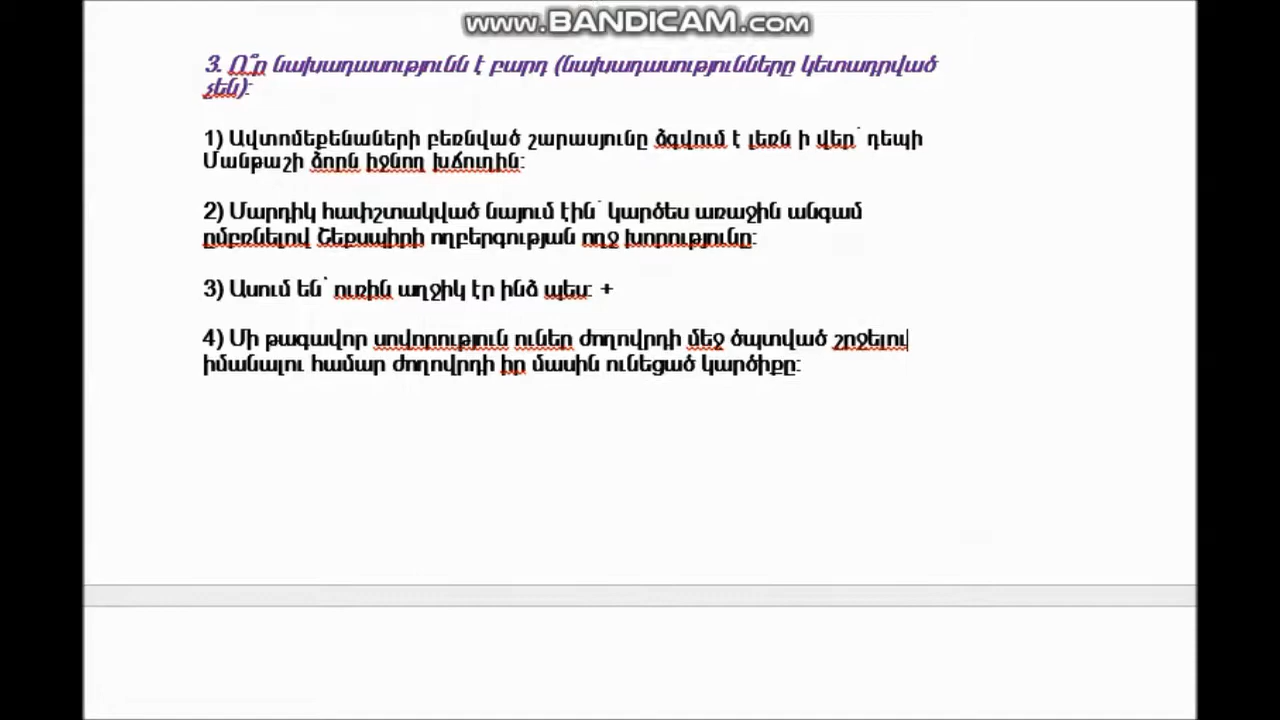 www.BANDICAM.com
3. Ո՞ր նախադասությունն է բարդ (նախադասությունները կետադրված
չեն):
1) Ավտոմեքենաների բեռնված շարասյունը ձգվում է լեռն ի վեր՝ դեպի
Մանթաշի ձորն իջնող խճուղին:
2) Մարդիկ հափշտակված նայում էին՝ կարծես առաջին անգամ
ըմբռնելով Շեքսպիրի ողբերգության ողջ խորությունը:
3) Ասում են՝ ուռին աղջիկ էր ինձ պես: +
4) Մի թագավոր սովորություն ուներ ժողովրդի մեջ ծպտված շրջելու
իմանալու համար ժողովրդի իր մասին ունեցած կարծիքը: